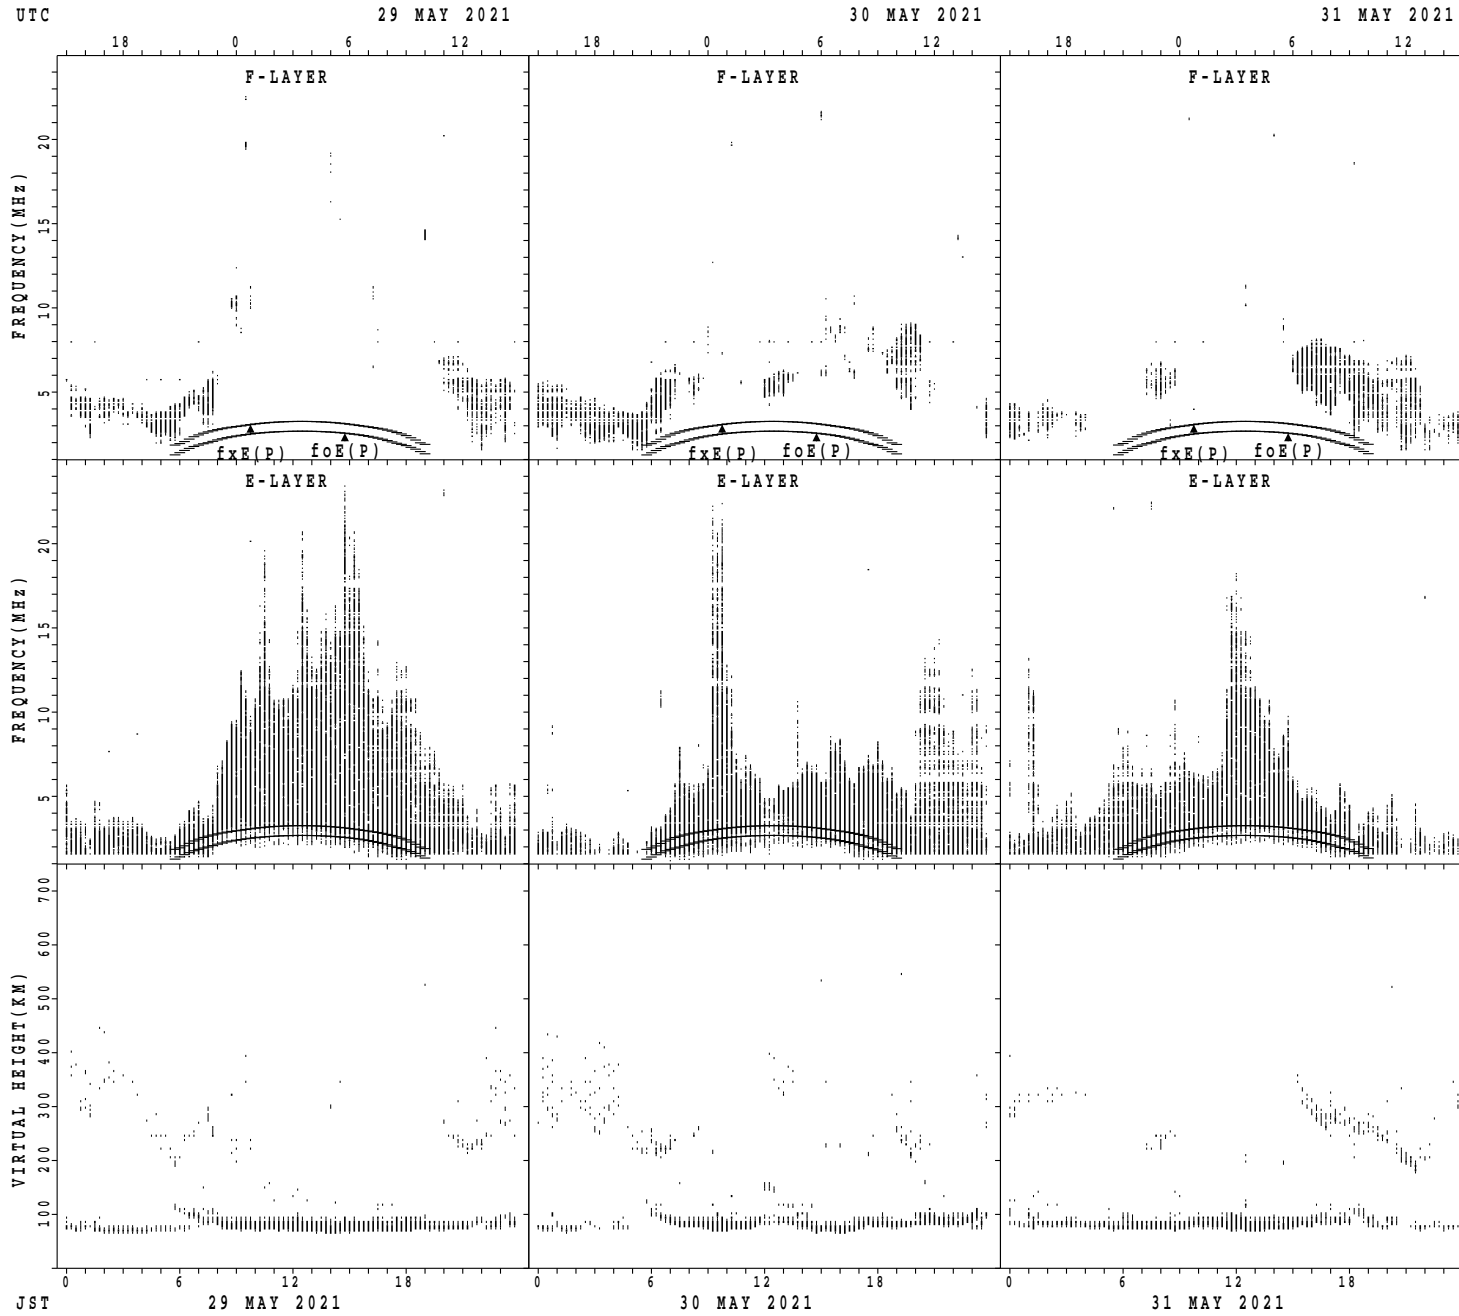 UTC 29 MAY 2021 30 MAY 2021 31 MAY 2021
18 0 6 12 18 0 6 12 18 0 6 12
F-LAYER F-LAYER F-LAYER
FREQUENCY(MHz)
20
15
10
5
fxE(P) foE(P) fxE(P) foE(P) fxE(P) foE(P)
E-LAYER E-LAYER E-LAYER
FREQUENCY(MHz)
20
15
10
5
VIRTUAL HEIGHT(KM)
700
600
500
400
300
200
100
0 6 12 18 0 6 12 18 0 6 12 18
JST 29 MAY 2021 30 MAY 2021 31 MAY 2021